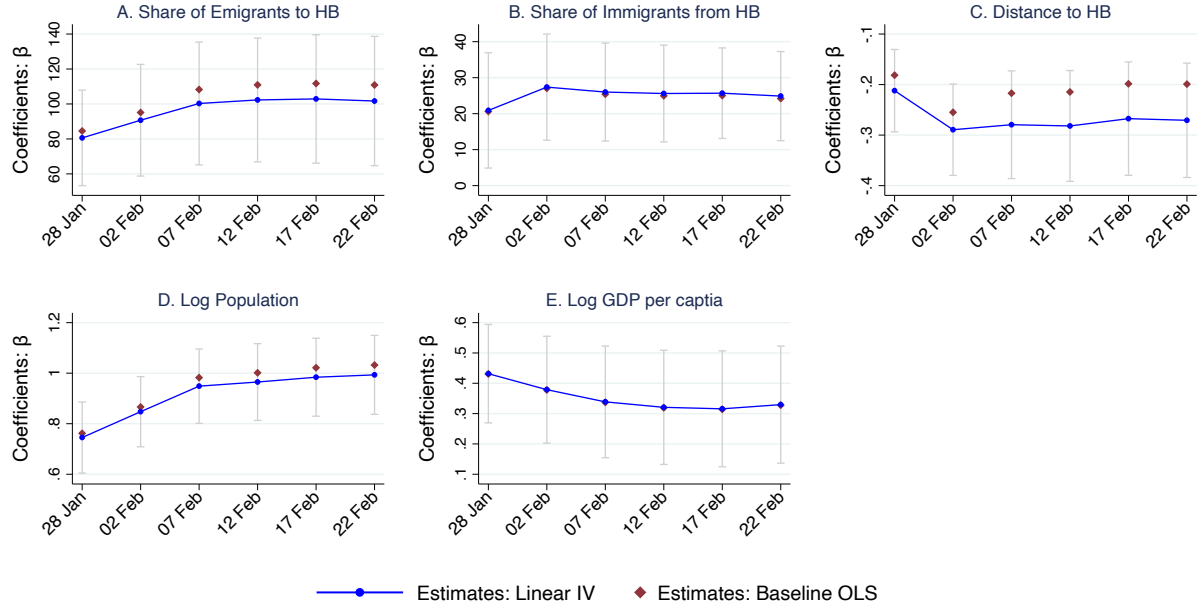 A. Share of Emigrants to HB
Coefficients: β
60 80 100 120 140
28 Jan 02 Feb 07 Feb 12 Feb 17 Feb 22 Feb
B. Share of Immigrants from HB
Coefficients: β
0 10 20 30 40
28 Jan 02 Feb 07 Feb 12 Feb 17 Feb 22 Feb
C. Distance to HB
Coefficients: β
-.4 -.3 -.2 -.1
28 Jan 02 Feb 07 Feb 12 Feb 17 Feb 22 Feb
D. Log Population
Coefficients: β
.6 .8 1 1.2
28 Jan 02 Feb 07 Feb 12 Feb 17 Feb 22 Feb
E. Log GDP per captia
Coefficients: β
.1 .2 .3 .4 .5 .6
28 Jan 02 Feb 07 Feb 12 Feb 17 Feb 22 Feb
Estimates: Linear IV Estimates: Baseline OLS